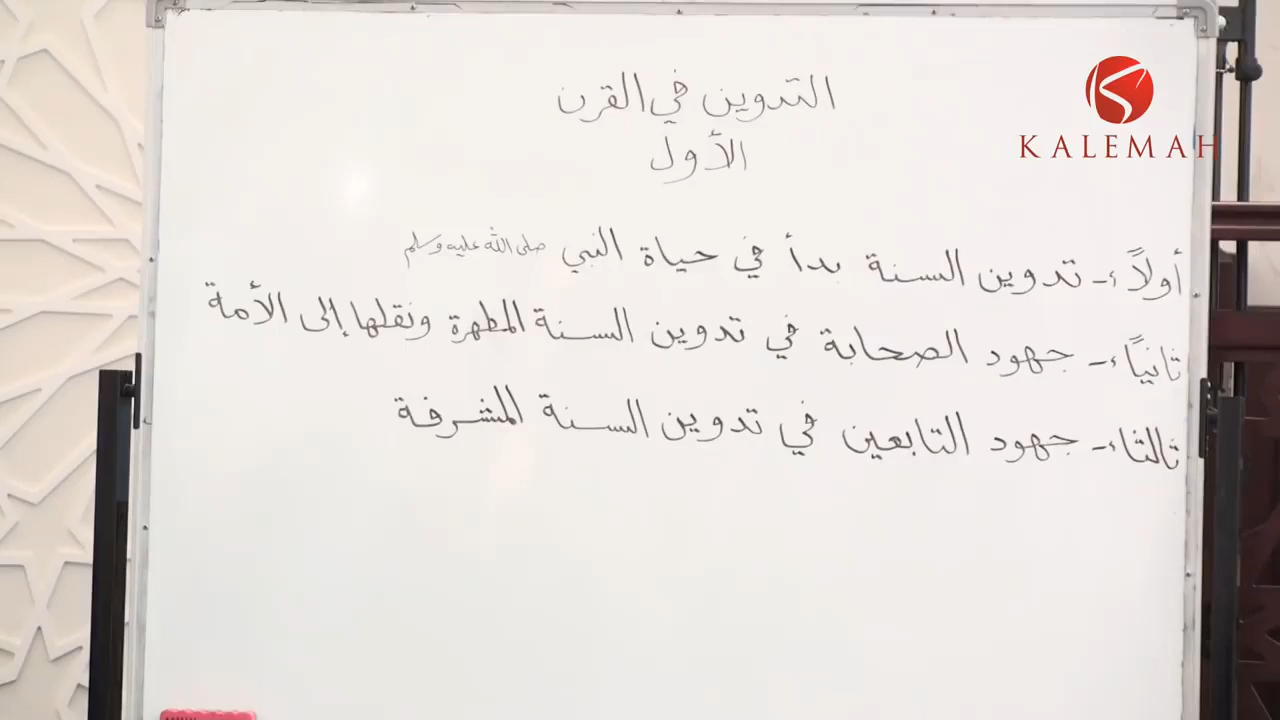 التدوين في القرن
الأول
أولاً:- تدوين السنة بدأ في حياة النبي صلى الله عليه وسلم
ثانياً:- جهود الصحابة في تدوين السنة المطهرة ونقلها إلى الأمة
ثالثا:- جهود التابعين في تدوين السنة المشرفة
KALEMAH